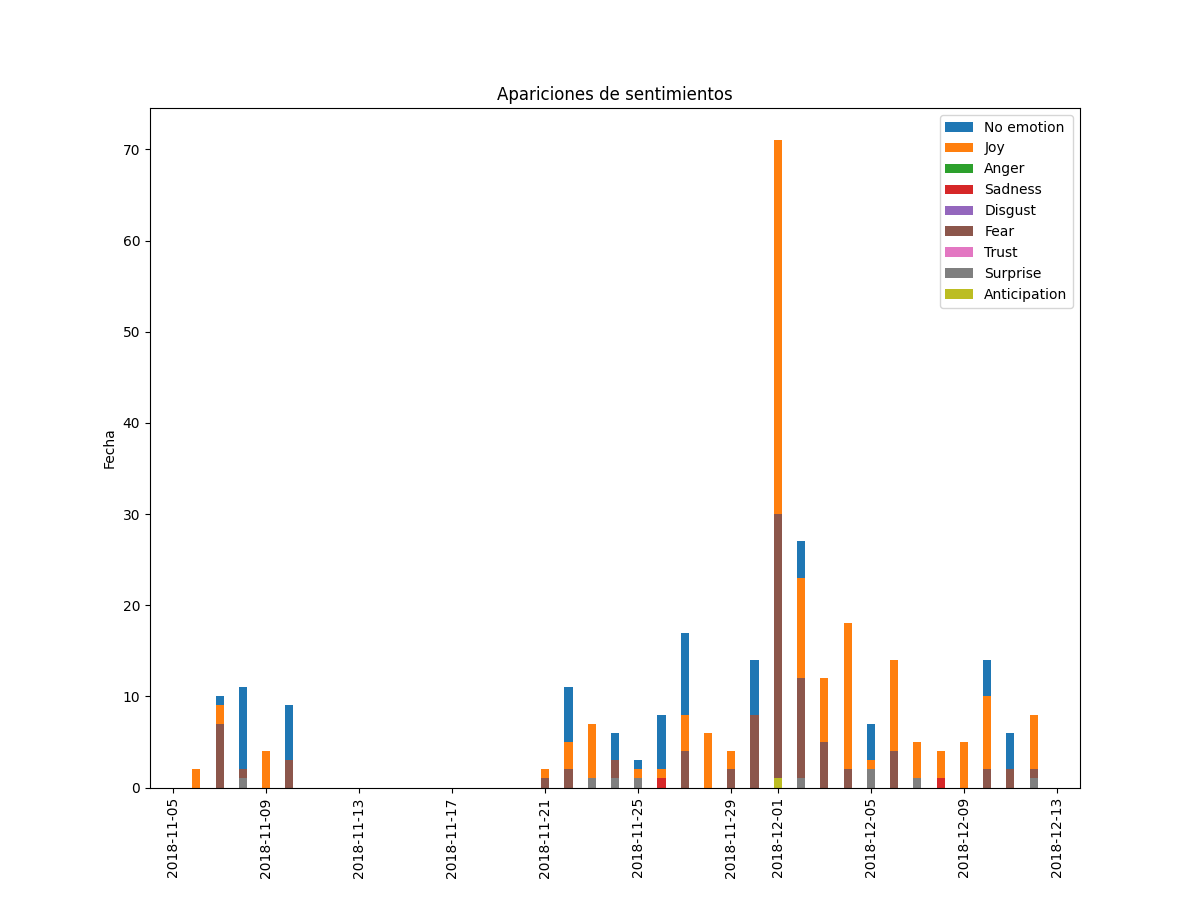 Apariciones de sentimientos
No emotion
Joy
Anger
Sadness
Disgust
Fear
Trust
Surprise
Anticipation
Fecha
70
60
50
40
30
20
10
0
2018-11-05
2018-11-09
2018-11-13
2018-11-17
2018-11-21
2018-11-25
2018-11-29
2018-12-01
2018-12-05
2018-12-09
2018-12-13